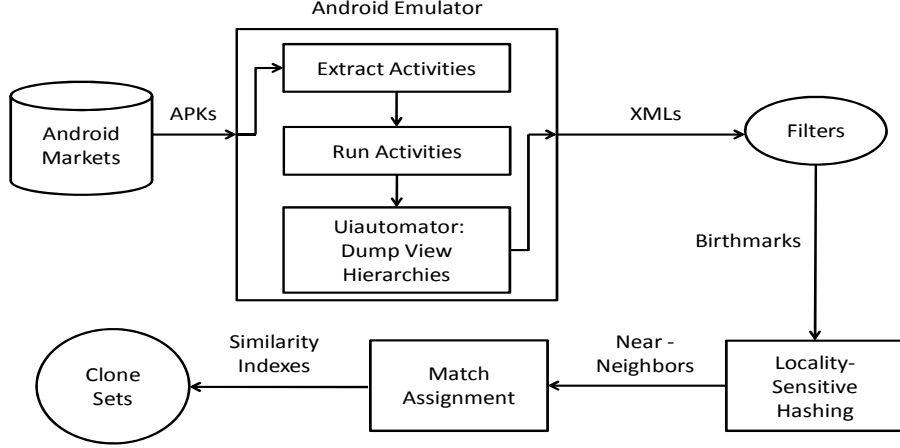 Android Emulator
Extract Activities
APKs
XMLs
Android
Markets
Filters
Run Activities
Uiautomator:
Dump View
Hierarchies
Birthmarks
Similarity
Indexes
Near -
Neighbors
Clone
Sets
Match
Assignment
Locality-
Sensitive
Hashing